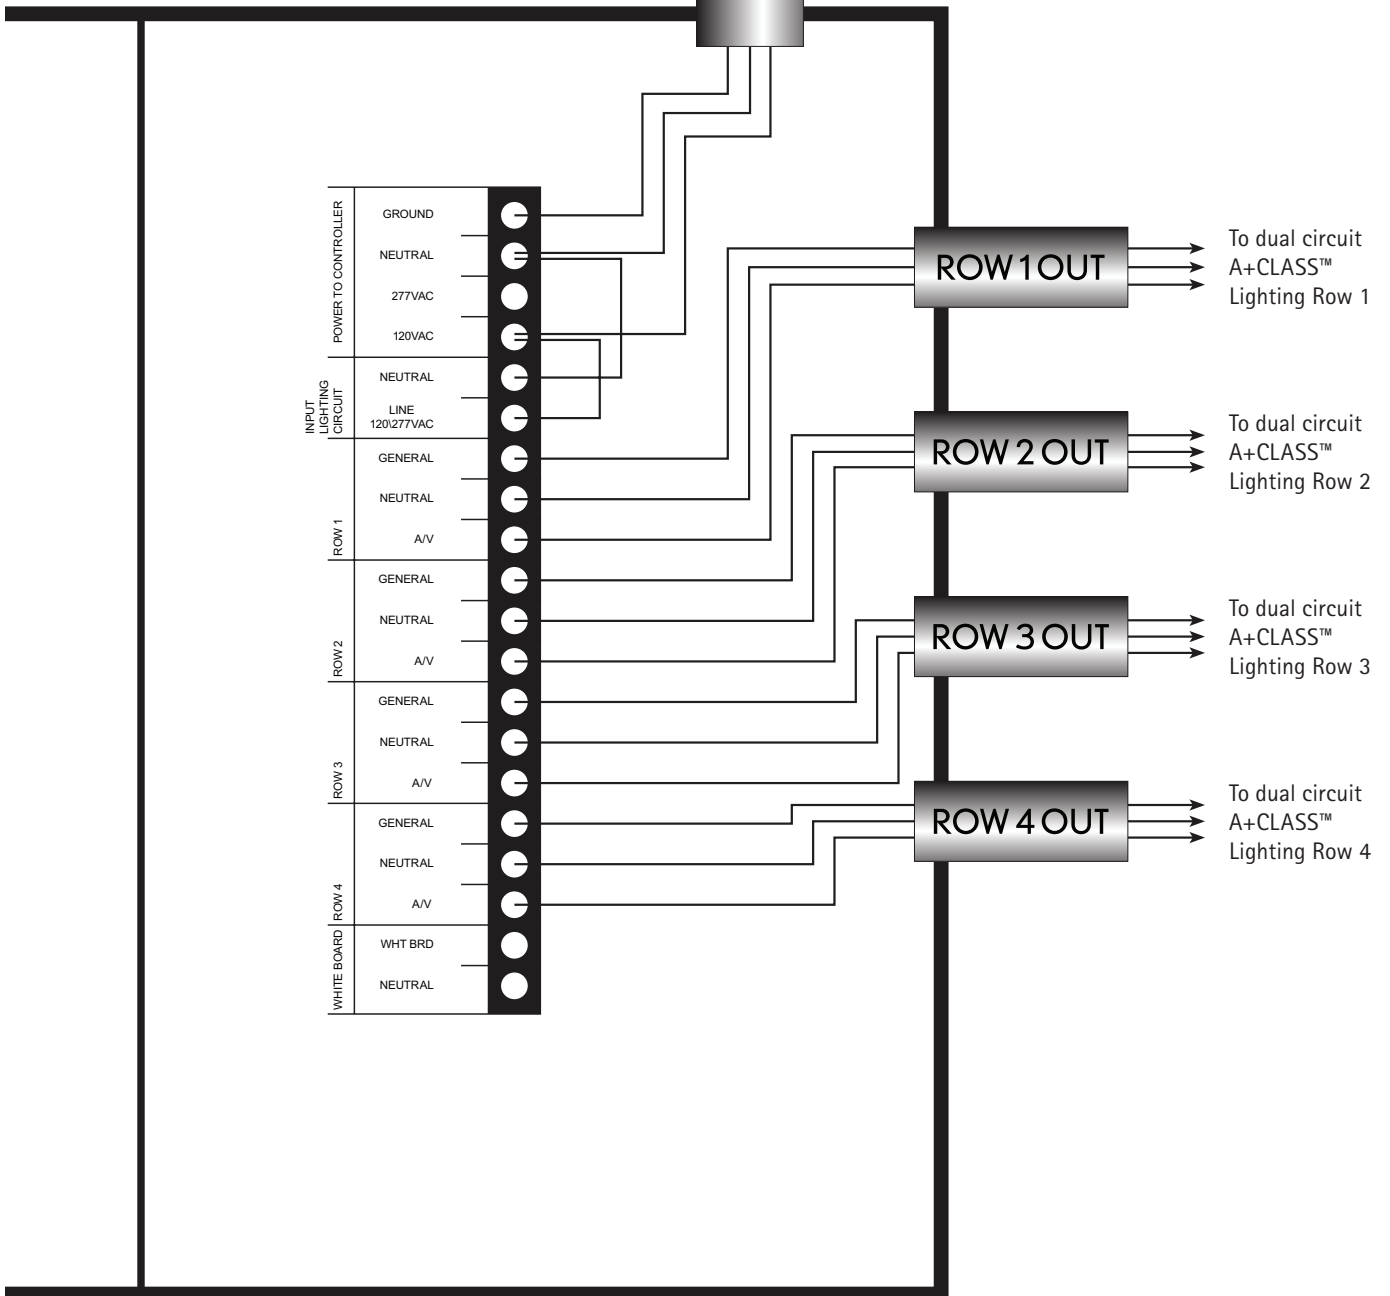 POWER TO CONTROLLER
GROUND
NEUTRAL
277VAC
120VAC
INPUT
LIGHTING
CIRCUIT
NEUTRAL
LINE
120\277VAC
ROW 1
GENERAL
NEUTRAL
A/V
ROW 2
GENERAL
NEUTRAL
A/V
ROW 3
GENERAL
NEUTRAL
A/V
ROW 4
GENERAL
NEUTRAL
A/V
WHITE BOARD
WHT BRD
NEUTRAL
ROW 1 OUT
To dual circuit
A+CLASS™
Lighting Row 1
ROW 2 OUT
To dual circuit
A+CLASS™
Lighting Row 2
ROW 3 OUT
To dual circuit
A+CLASS™
Lighting Row 3
ROW 4 OUT
To dual circuit
A+CLASS™
Lighting Row 4